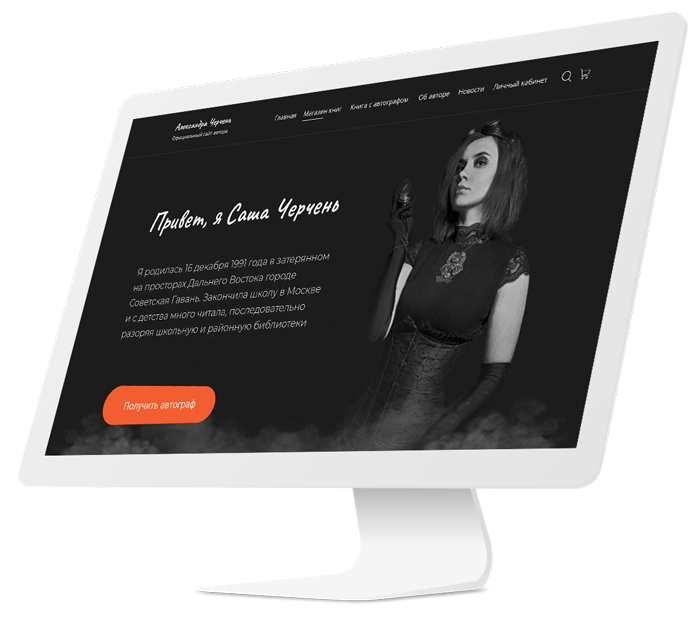 Александра Черчень
Официальный сайт автора
Главная Магазин книг Книга с автографом Об авторе Новости Личный кабинет
Привет, я Саша Черчень
Я родилась 16 декабря 1991 года в затерянном
на просторах Дальнего Востока городе
Советская Гавань. Закончила школу в Москве
и с детства много читала, последовательно
разоряя школьную и районную библиотеки
Получить автограф